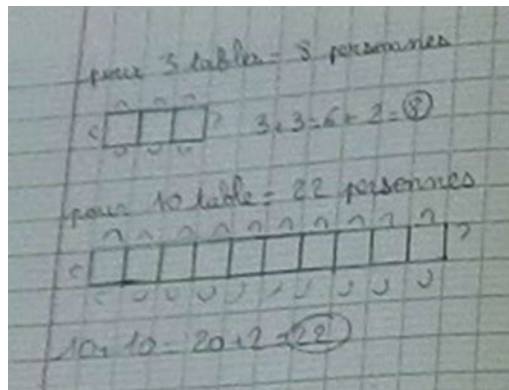 pour 3 tables = 8 personnes
3+3=6+2=8
pour 10 table = 22 personnes
10+10=20+2=22